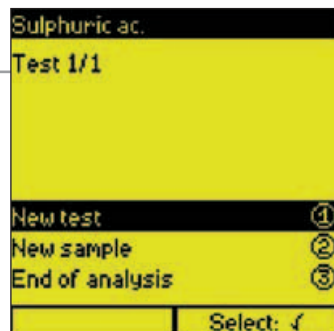 Sulphuric ac.
Test 1/1
New test ①
New sample ②
End of analysis ③
Select: √